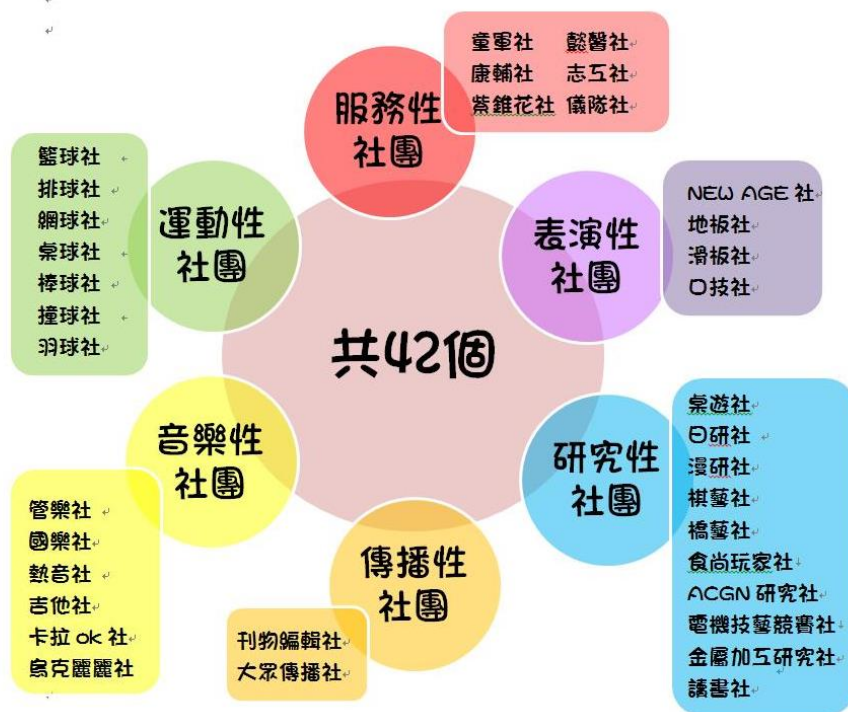 服務性
社團
童軍社 懿馨社
康輔社 志工社
紫錐花社 儀隊社
表演性
社團
NEW AGE 社
地板社
滑板社
口技社
研究性
社團
桌遊社
日研社
漫研社
棋藝社
橋藝社
食尚玩家社
ACGN 研究社
電機技藝競賽社
金屬加工研究社
讀書社
傳播性
社團
刊物編輯社
大眾傳播社
音樂性
社團
管樂社
國樂社
熱音社
吉他社
卡拉 ok 社
烏克麗麗社
運動性
社團
籃球社
排球社
網球社
桌球社
棒球社
撞球社
羽球社
共42個